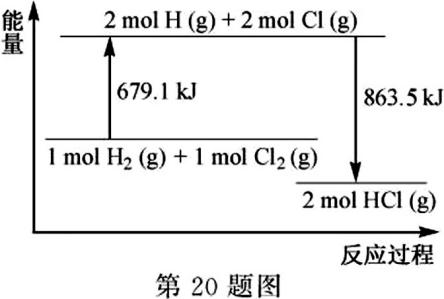 能量
2 mol H (g) + 2 mol Cl (g)
679.1 kJ
863.5 kJ
1 mol H₂ (g) + 1 mol Cl₂ (g)
2 mol HCl (g)
反应过程
第 20 题图